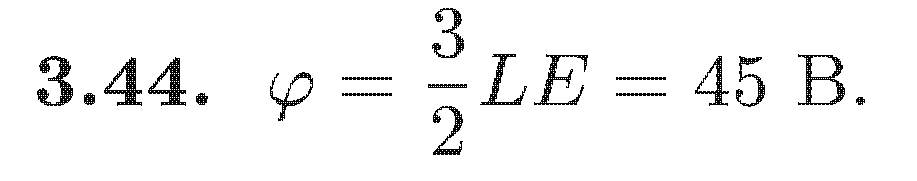 3.44. φ = 3/2 LE = 45 В.